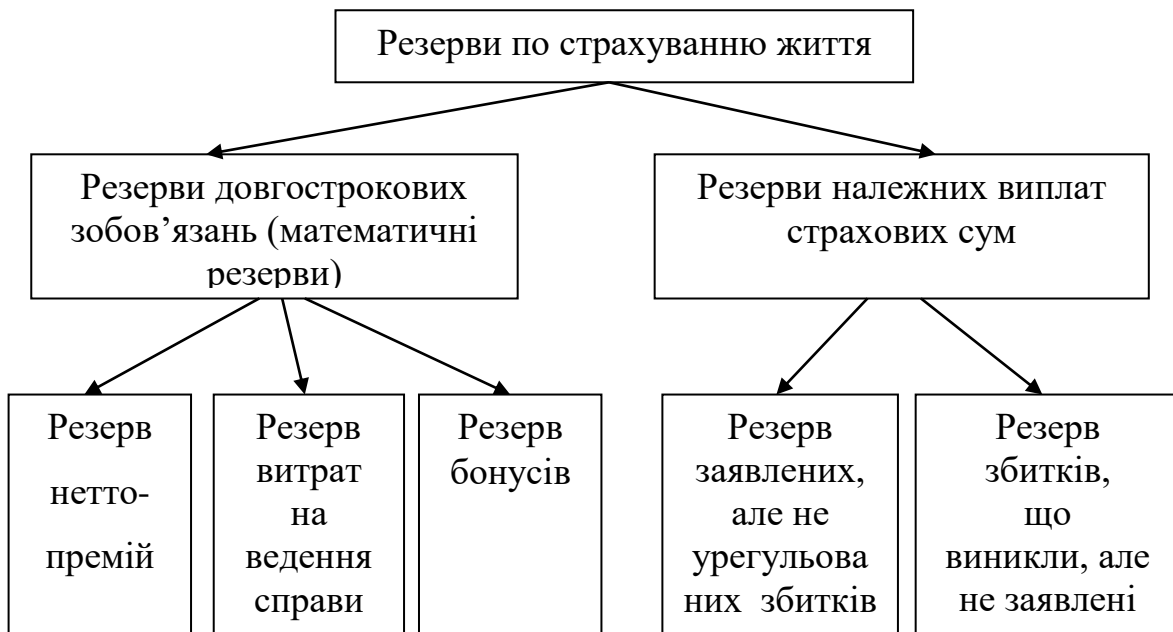 Резерви по страхуванню життя
Резерви довгострокових
зобов’язань (математичні
резерви)
Резерви належних виплат
страхових сум
Резерв
нетто-
премій
Резерв
витрат
на
ведення
справи
Резерв
бонусів
Резерв
заявлених,
але не
урегульова
них збитків
Резерв
збитків,
що
виникли, але
не заявлені